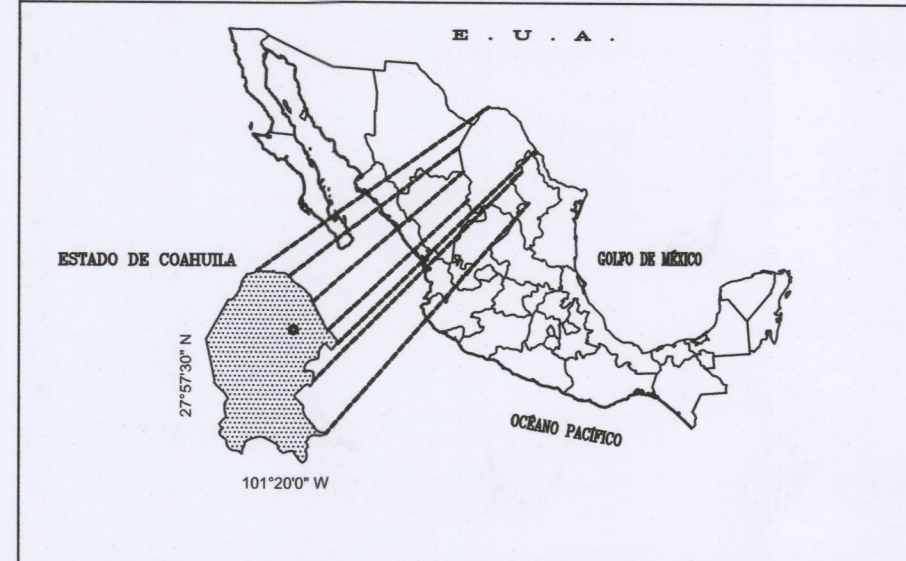 E . U . A .
ESTADO DE COAHUILA
GOLFO DE MÉXICO
27°57'30" N
OCÉANO PACÍFICO
101°20'0" W